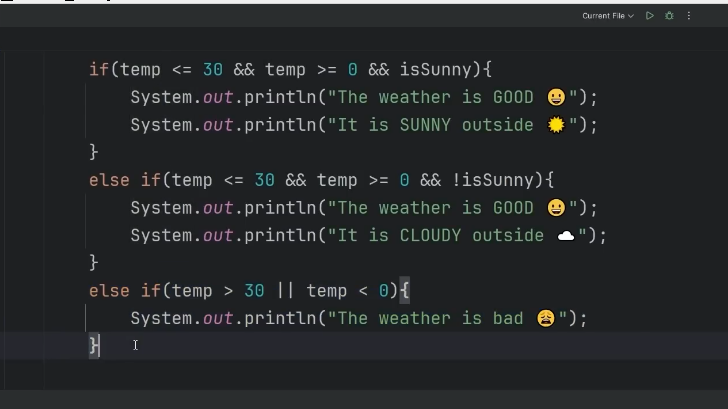 Current File
if(temp <= 30 && temp >= 0 && isSunny){
System.out.println("The weather is GOOD 😀");
System.out.println("It is SUNNY outside ☀");
}
else if(temp <= 30 && temp >= 0 && !isSunny){
System.out.println("The weather is GOOD 😀");
System.out.println("It is CLOUDY outside ☁");
}
else if(temp > 30 || temp < 0){
System.out.println("The weather is bad 😩");
}